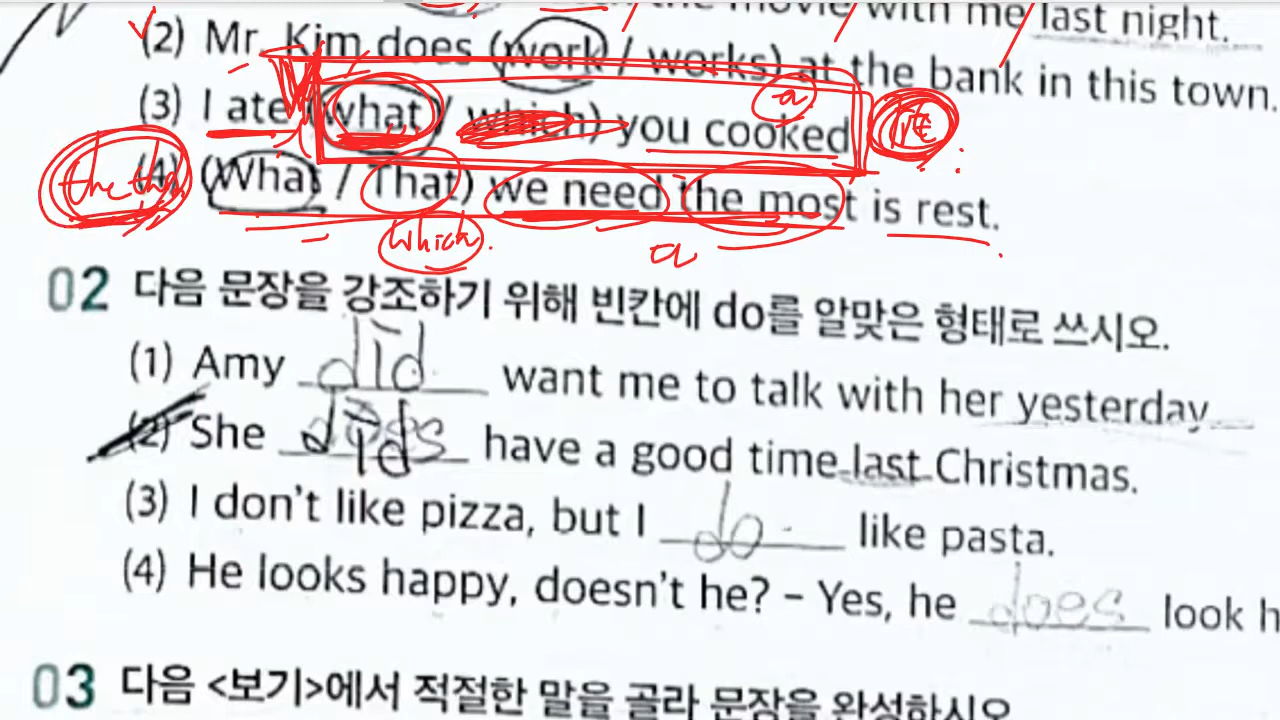 the movie with me last night.
(2) Mr. Kim does (work / works) at the bank in this town.
a
(3) I ate (what / which) you cooked
(4) (What / That) we need the most is rest.
which. a
02 다음 문장을 강조하기 위해 빈칸에 do를 알맞은 형태로 쓰시오.
(1) Amy did want me to talk with her yesterday
(2) She did have a good time last Christmas.
(3) I don't like pizza, but I do like pasta.
(4) He looks happy, doesn't he? – Yes, he does look h
03 다음 <보기>에서 적절한 말을 골라 문장을 완성하시오